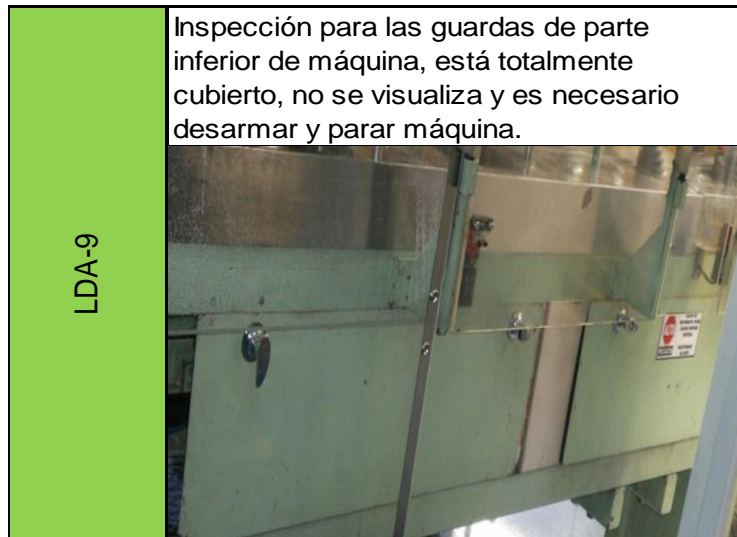 Inspección para las guardas de parte
inferior de máquina, está totalmente
cubierto, no se visualiza y es necesario
desarmar y parar máquina.
LDA-9